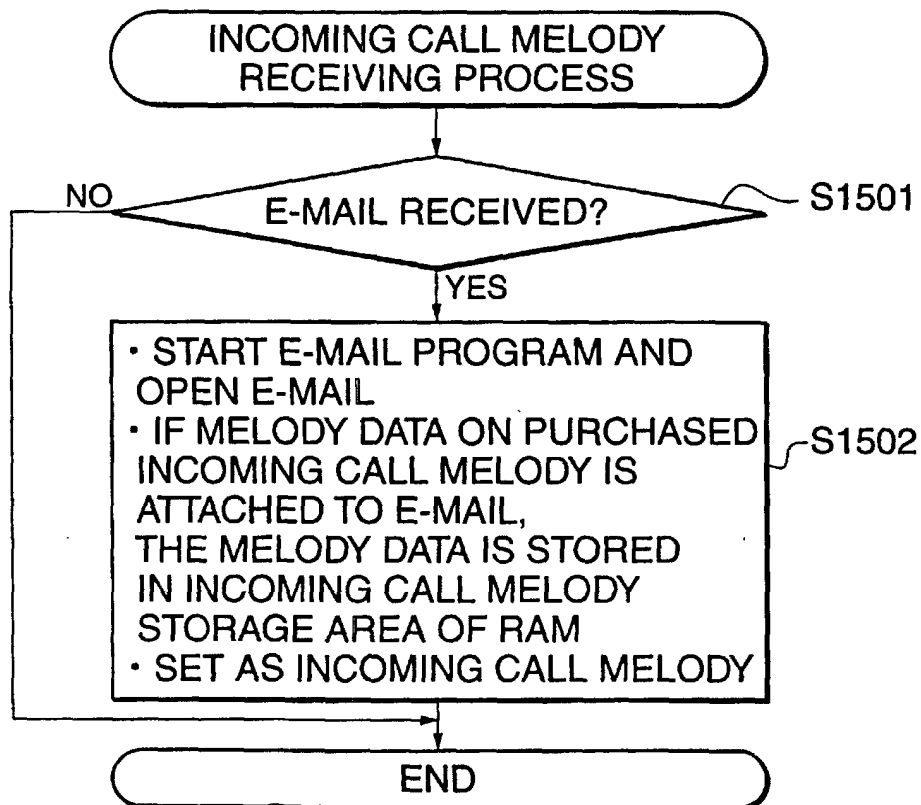 INCOMING CALL MELODY
RECEIVING PROCESS
NO
E-MAIL RECEIVED?
S1501
YES
・START E-MAIL PROGRAM AND
OPEN E-MAIL
・IF MELODY DATA ON PURCHASED
INCOMING CALL MELODY IS
ATTACHED TO E-MAIL,
THE MELODY DATA IS STORED
IN INCOMING CALL MELODY
STORAGE AREA OF RAM
・SET AS INCOMING CALL MELODY
S1502
END